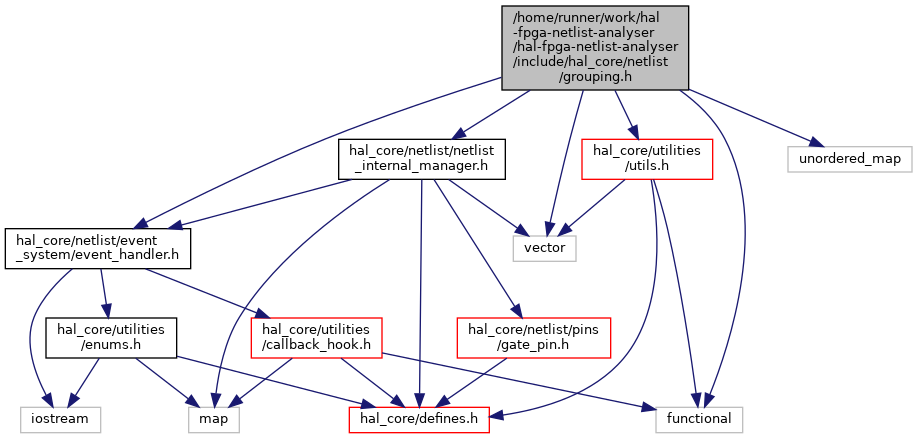 /home/runner/work/hal
-fpga-netlist-analyser
/hal-fpga-netlist-analyser
/include/hal_core/netlist
/grouping.h
hal_core/netlist/netlist
_internal_manager.h
hal_core/utilities
/utils.h
unordered_map
hal_core/netlist/event
_system/event_handler.h
vector
hal_core/utilities
/enums.h
hal_core/utilities
/callback_hook.h
hal_core/netlist/pins
/gate_pin.h
iostream
map
hal_core/defines.h
functional